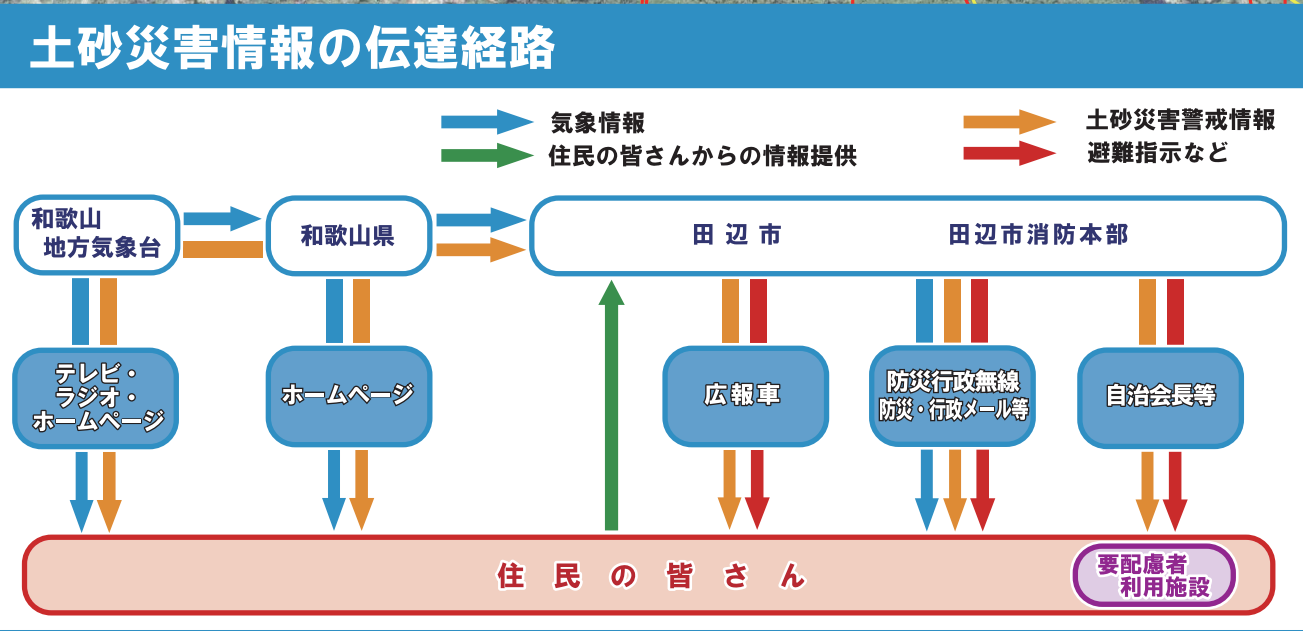 土砂災害情報の伝達経路
気象情報
土砂災害警戒情報
住民の皆さんからの情報提供
避難指示など
和歌山
地方気象台
和歌山県
田辺市
田辺市消防本部
テレビ・
ラジオ・
ホームページ
ホームページ
広報車
防災行政無線
防災・行政メール等
自治会長等
住民の皆さん
要配慮者
利用施設